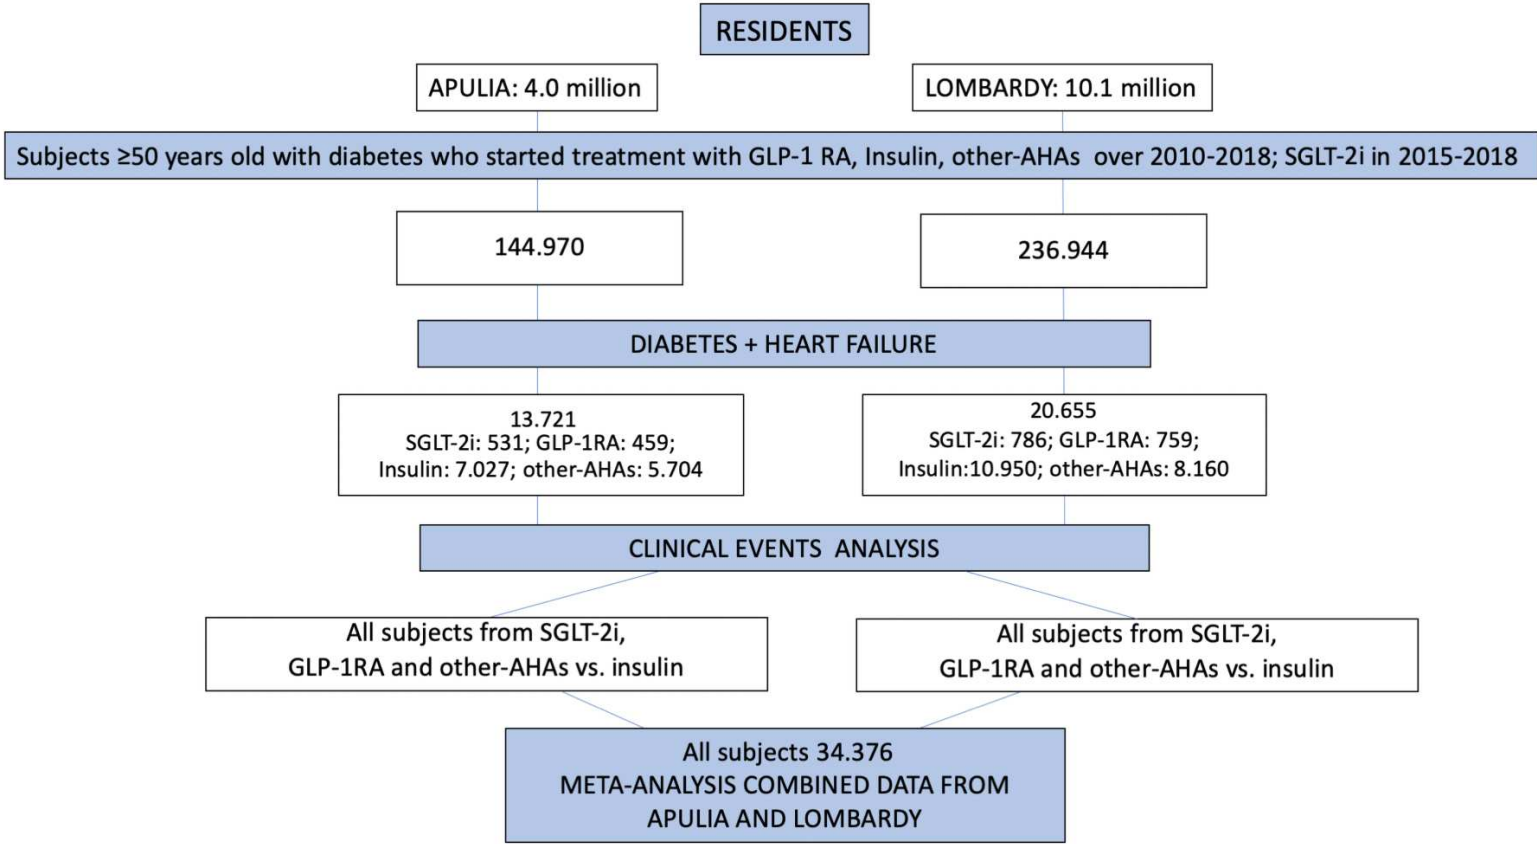 RESIDENTS
APULIA: 4.0 million
LOMBARDY: 10.1 million
Subjects ≥50 years old with diabetes who started treatment with GLP-1 RA, Insulin, other-AHAs over 2010-2018; SGLT-2i in 2015-2018
144.970
236.944
DIABETES + HEART FAILURE
13.721
SGLT-2i: 531; GLP-1RA: 459;
Insulin: 7.027; other-AHAs: 5.704
20.655
SGLT-2i: 786; GLP-1RA: 759;
Insulin:10.950; other-AHAs: 8.160
CLINICAL EVENTS ANALYSIS
All subjects from SGLT-2i,
GLP-1RA and other-AHAs vs. insulin
All subjects from SGLT-2i,
GLP-1RA and other-AHAs vs. insulin
All subjects 34.376
META-ANALYSIS COMBINED DATA FROM
APULIA AND LOMBARDY